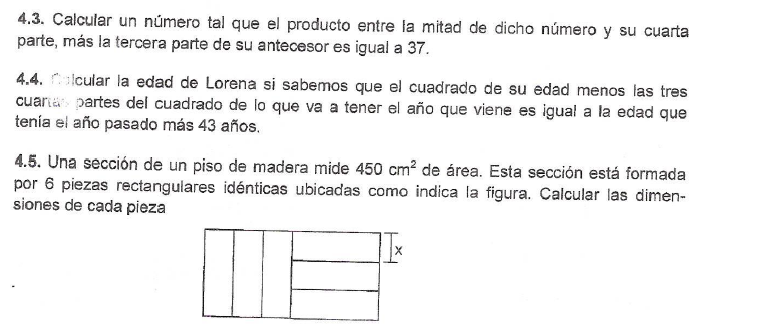 4.3. Calcular un número tal que el producto entre la mitad de dicho número y su cuarta
parte, más la tercera parte de su antecesor es igual a 37.
4.4. Calcular la edad de Lorena si sabemos que el cuadrado de su edad menos las tres
cuartas partes del cuadrado de lo que va a tener el año que viene es igual a la edad que
tenía el año pasado más 43 años.
4.5. Una sección de un piso de madera mide 450 cm² de área. Esta sección está formada
por 6 piezas rectangulares idénticas ubicadas como indica la figura. Calcular las dimen-
siones de cada pieza
x